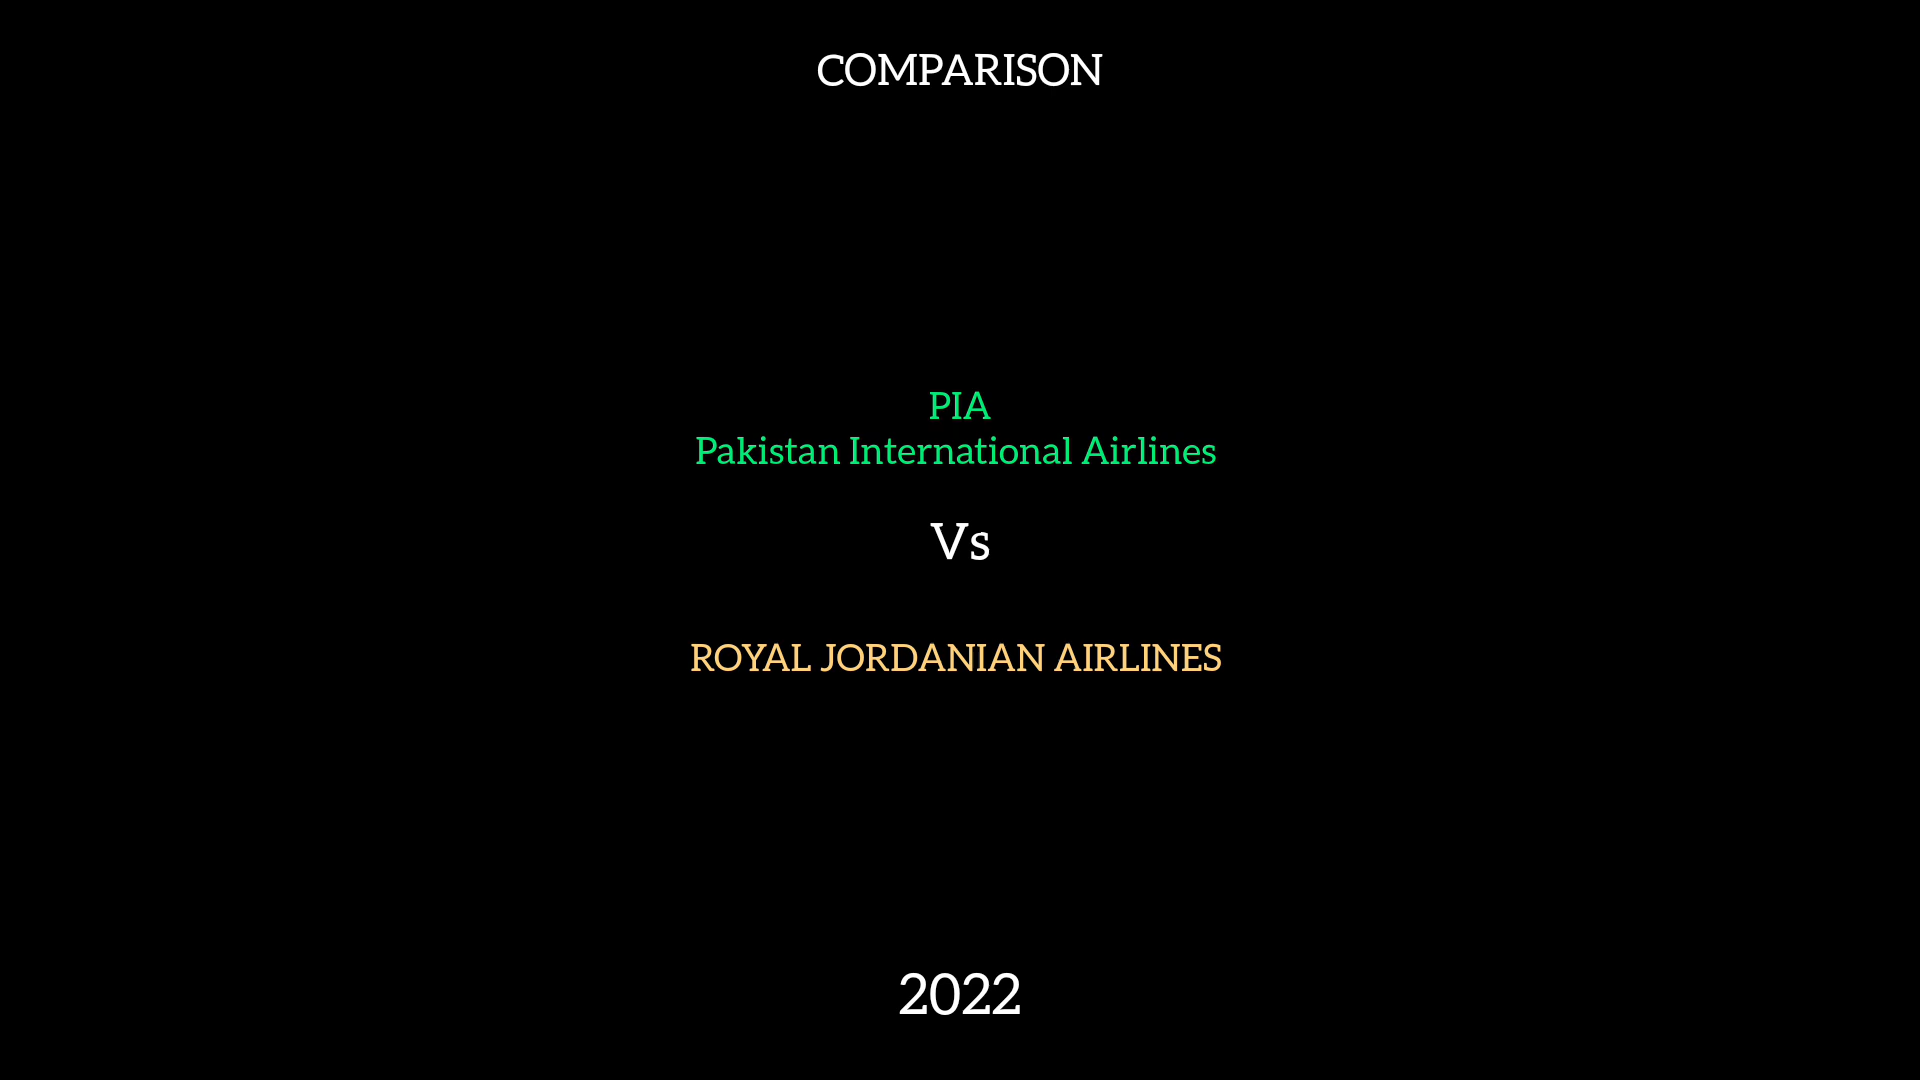 COMPARISON
PIA
Pakistan International Airlines
Vs
ROYAL JORDANIAN AIRLINES
2022